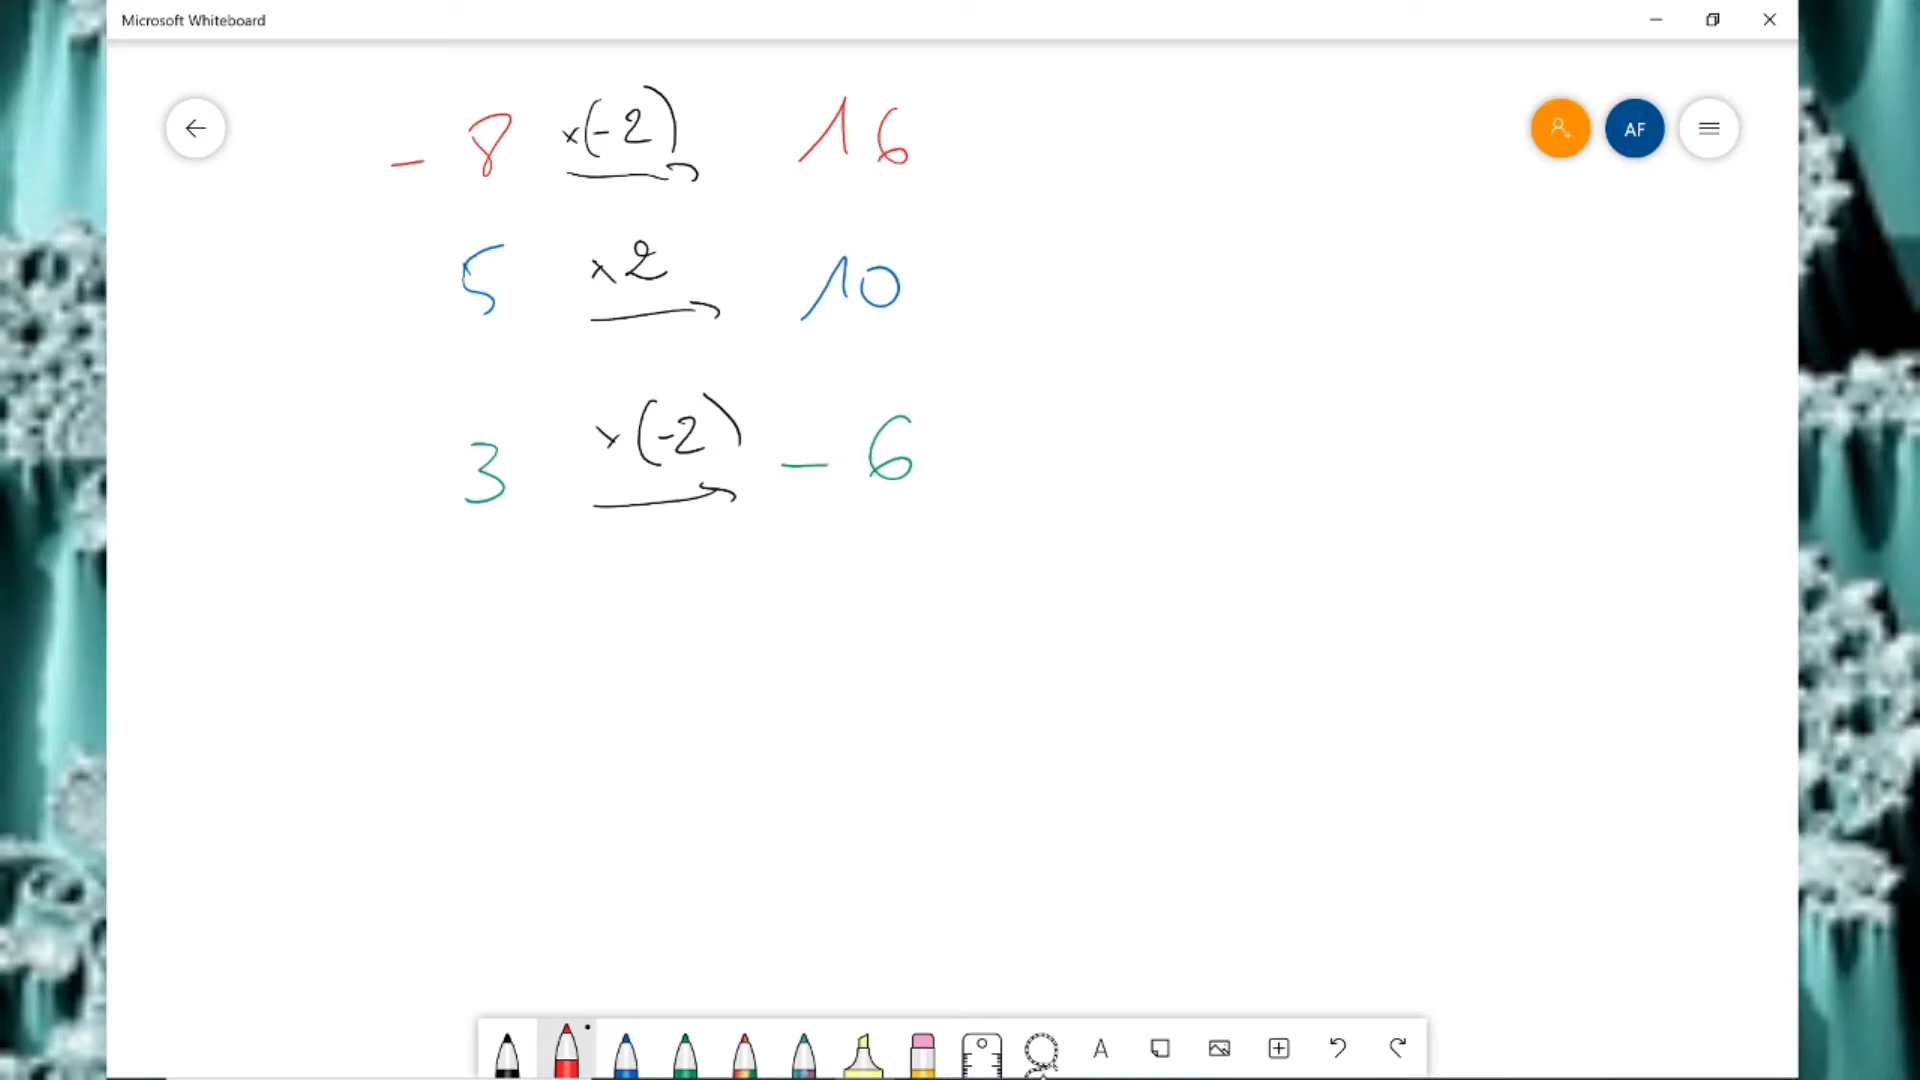 Microsoft Whiteboard
AF
- 8 ×(-2) 16
5 ×2 10
3 ×(-2) - 6
A